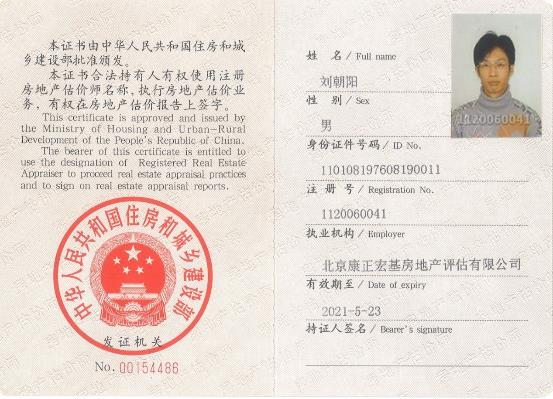 本证书由中华人民共和国住房和城
乡建设部批准颁发。
本证书合法持有人有权使用注册
房地产估价师名称，执行房地产估价业
务，有权在房地产估价报告上签字。
This certificate is approved and issued by
the Ministry of Housing and Urban-Rural
Development of the People's Republic of China.
The bearer of this certificate is entitled to
use the designation of Registered Real Estate
Appraiser to proceed real estate appraisal practices
and to sign on real estate appraisal reports.
中华人民共和国住房和城乡建设部
发证机关
No. 00154486
姓 名 / Full name
刘朝阳
性 别 / Sex
男
1120060041
身份证件号码 / ID No.
110108197608190011
注 册 号 / Registration No.
1120060041
执业机构 / Employer
北京康正宏基房地产评估有限公司
有效期至 / Date of expiry
2021-5-23
持证人签名 / Bearer's signature